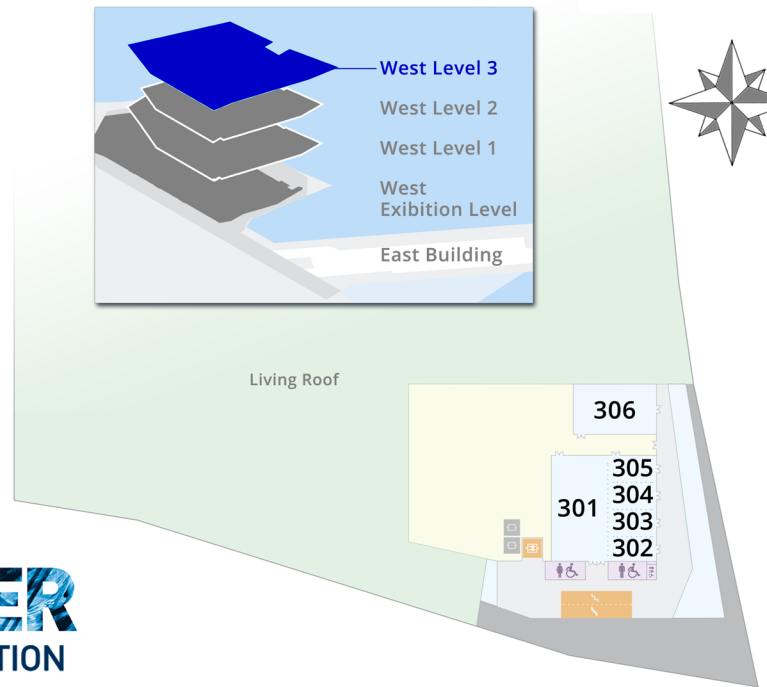 West Level 3
West Level 2
West Level 1
West
Exibition Level
East Building
Living Roof
306
305
304
303
302
301
ER
TION